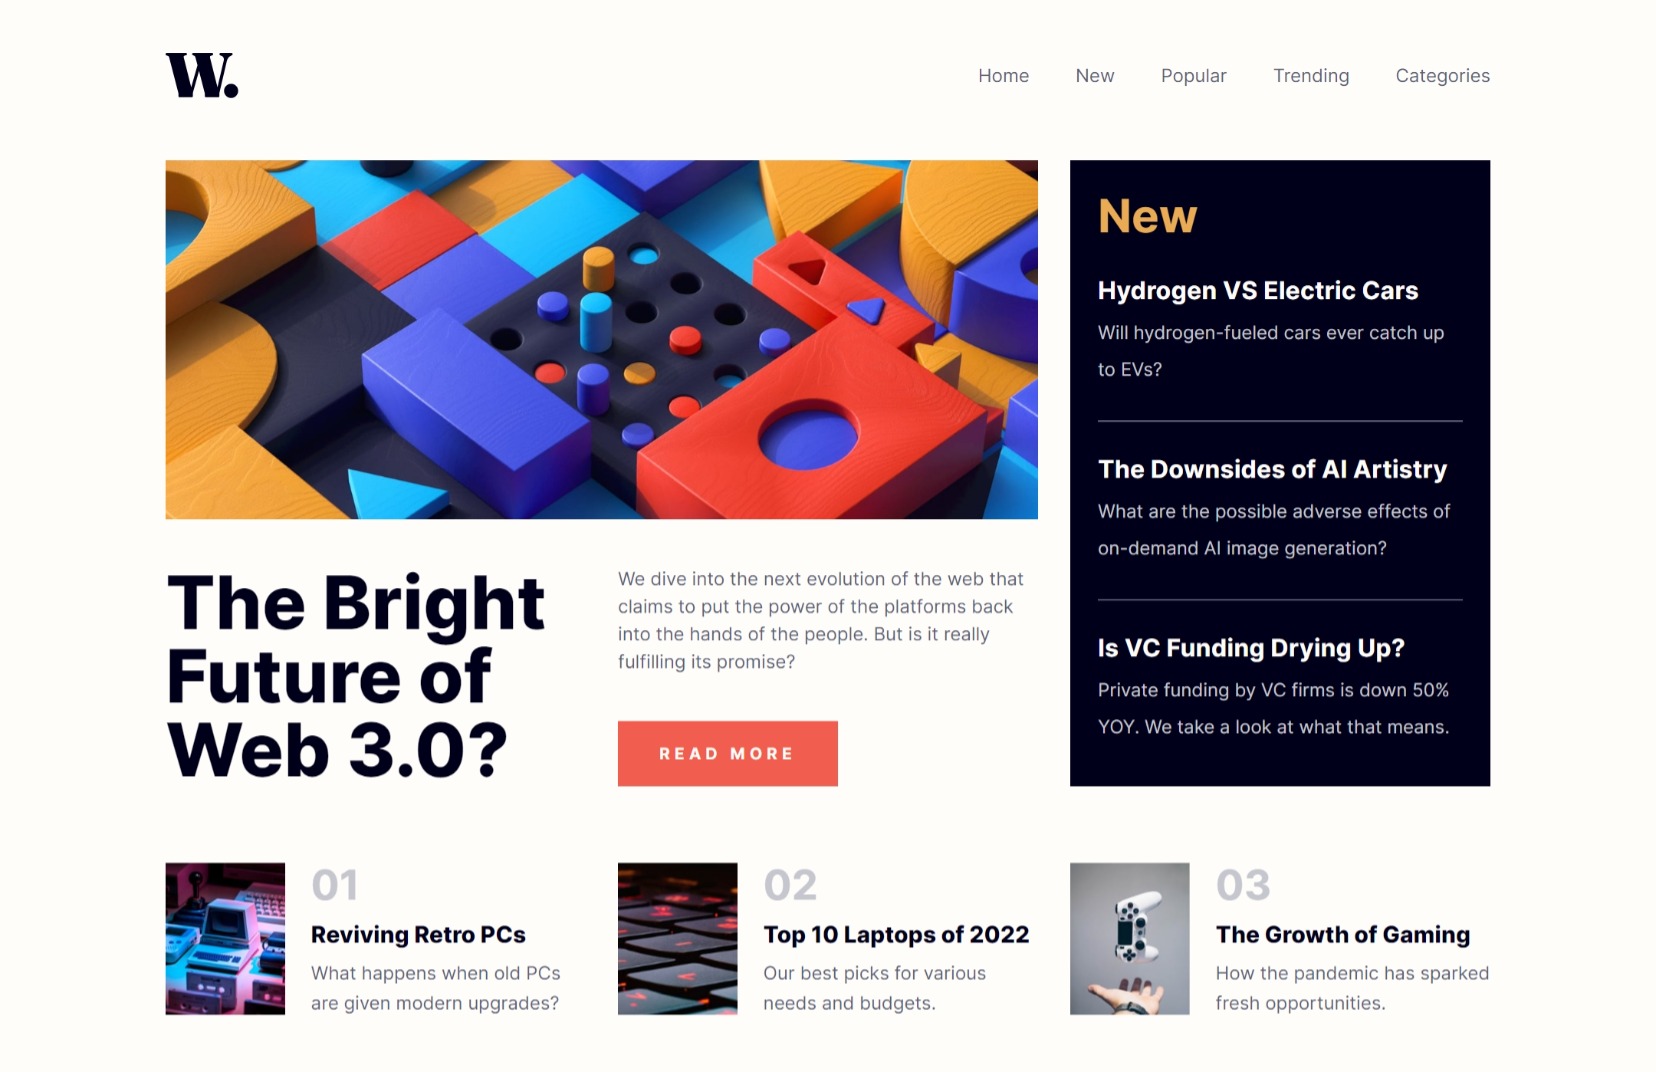 W.
Home New Popular Trending Categories
New
Hydrogen VS Electric Cars
Will hydrogen-fueled cars ever catch up
to EVs?
The Downsides of AI Artistry
What are the possible adverse effects of
on-demand AI image generation?
Is VC Funding Drying Up?
Private funding by VC firms is down 50%
YOY. We take a look at what that means.
The Bright
Future of
Web 3.0?
We dive into the next evolution of the web that
claims to put the power of the platforms back
into the hands of the people. But is it really
fulfilling its promise?
READ MORE
01
Reviving Retro PCs
What happens when old PCs
are given modern upgrades?
02
Top 10 Laptops of 2022
Our best picks for various
needs and budgets.
03
The Growth of Gaming
How the pandemic has sparked
fresh opportunities.